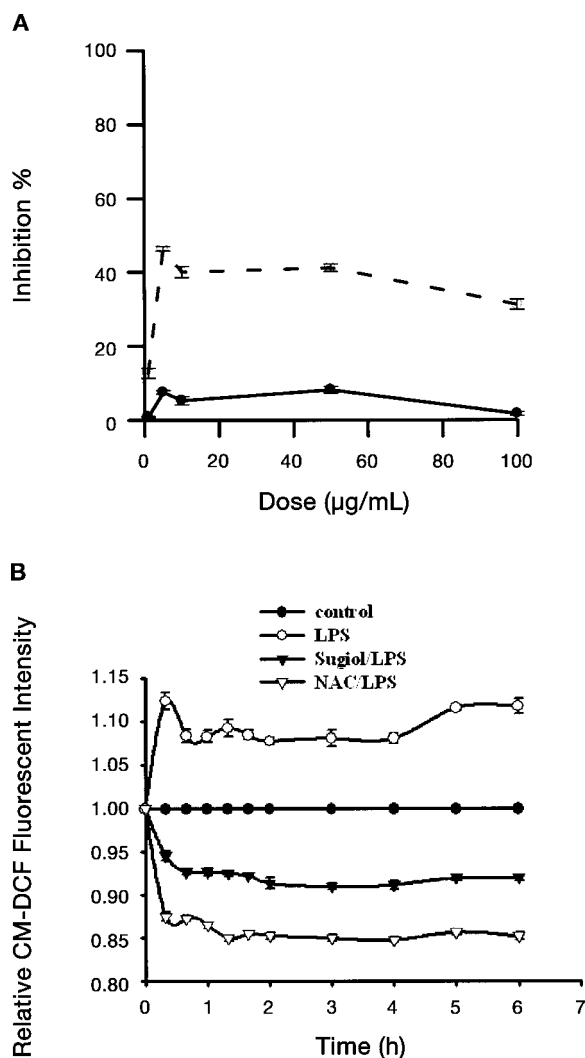 A
100
80
60
40
20
0
Inhibition %
0 20 40 60 80 100
Dose (µg/mL)
B
control
LPS
Sugiol/LPS
NAC/LPS
1.15
1.10
1.05
1.00
0.95
0.90
0.85
0.80
Relative CM-DCF Fluorescent Intensity
0 1 2 3 4 5 6 7
Time (h)